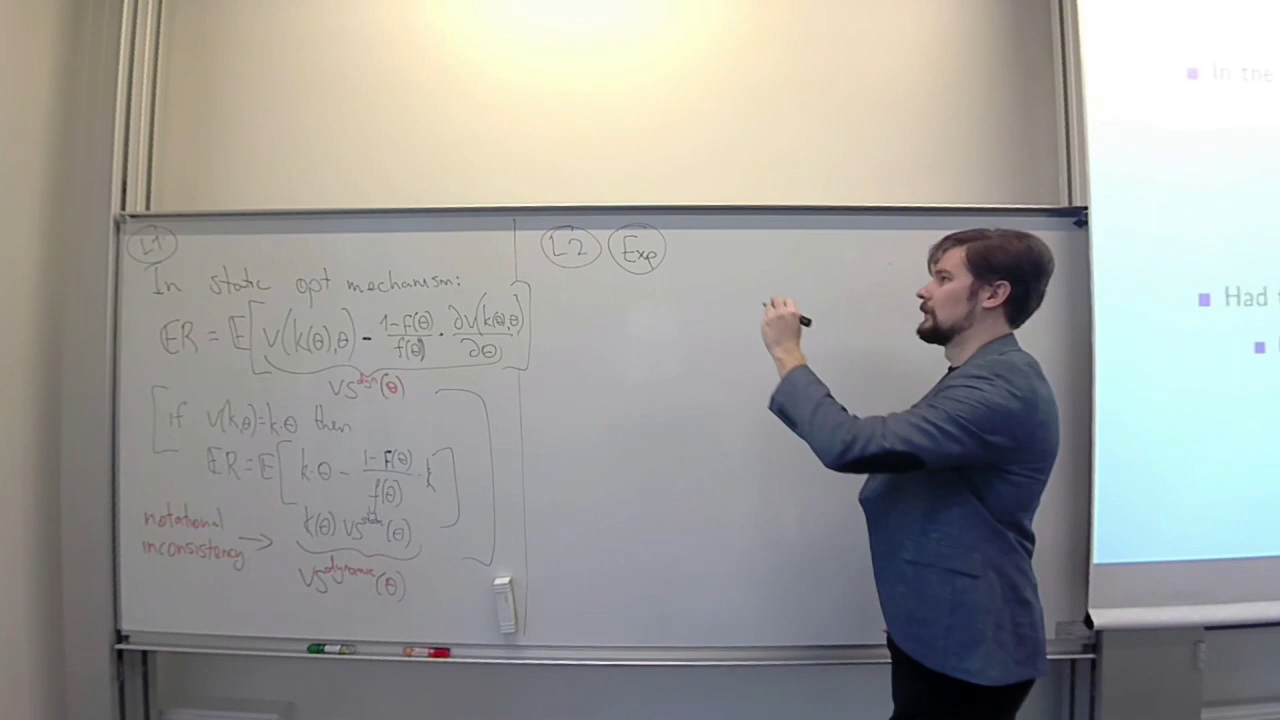 L1
In static opt mechanism:
ER = E[v(k(θ),θ) - 1-F(θ)/f(θ) · ∂v(k(θ),θ)/∂θ]
VS^dyn(θ)
[if v(k,θ)=k·θ then
ER = E[k·θ - 1-F(θ)/f(θ) · k]
k(θ) VS^stat(θ)
notational
inconsistency →
VS^dynamic(θ)
L2 Exp
In the
Had